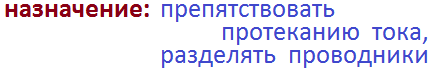 назначение: препятствовать
протеканию тока,
разделять проводники